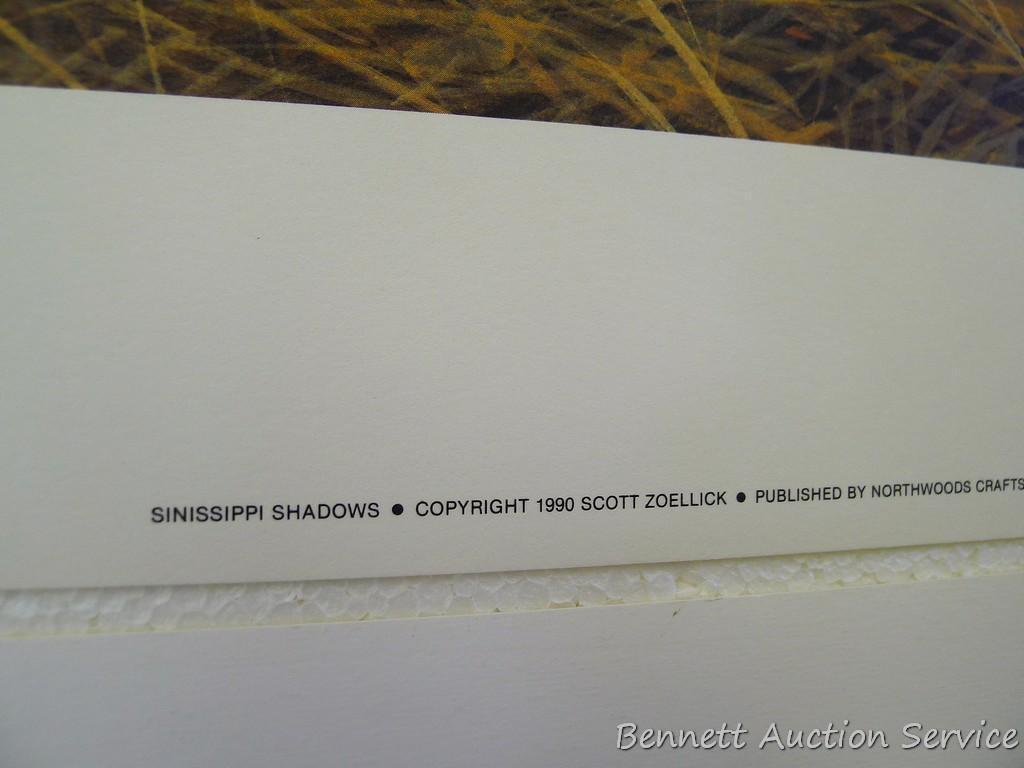 SINISSIPPI SHADOWS ● COPYRIGHT 1990 SCOTT ZOELLICK ● PUBLISHED BY NORTHWOODS CRAFTS
Bennett Auction Service